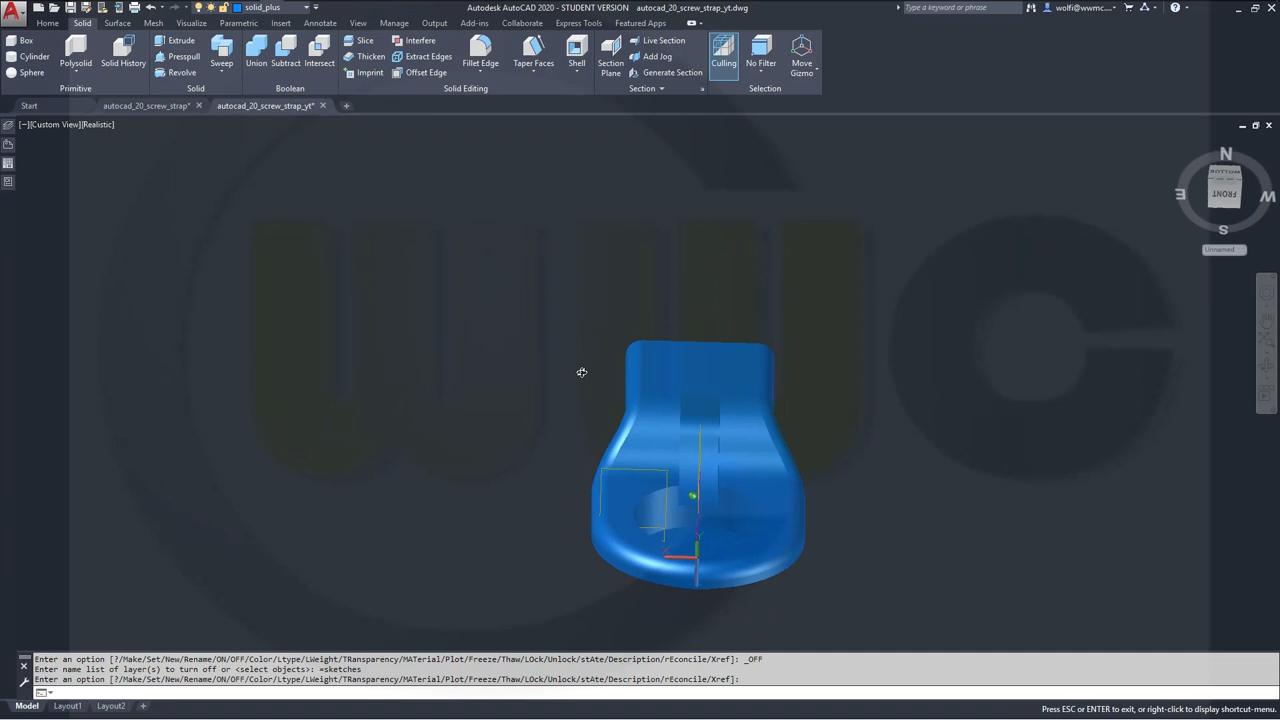 solid_plus
Autodesk AutoCAD 2020 - STUDENT VERSION autocad_20_screw_strap_yt.dwg
Type a keyword or phrase
wolfi@wwmc...
Home Solid Surface Mesh Visualize Parametric Insert Annotate View Manage Output Add-ins Collaborate Express Tools Featured Apps
Box
Cylinder
Sphere
Polysolid
Solid History
Primitive
Extrude
Presspull
Revolve
Sweep
Solid
Union
Subtract
Intersect
Boolean
Slice
Thicken
Imprint
Interfere
Extract Edges
Offset Edge
Fillet Edge
Taper Faces
Shell
Solid Editing
Section
Plane
Live Section
Add Jog
Generate Section
Section
Culling
No Filter
Move
Gizmo
Selection
Start autocad_20_screw_strap* autocad_20_screw_strap_yt*
[−][Custom View][Realistic]
N
E
W
S
BOTTOM
FRONT
Unnamed
wwc
X
Y
Enter an option [?/Make/Set/New/Rename/ON/OFF/Color/Ltype/LWeight/TRansparency/MATerial/Plot/Freeze/Thaw/LOck/Unlock/stAte/Description/rEconcile/Xref]: _OFF
Enter name list of layer(s) to turn off or <select objects>: =sketches
Enter an option [?/Make/Set/New/Rename/ON/OFF/Color/Ltype/LWeight/TRansparency/MATerial/Plot/Freeze/Thaw/LOck/Unlock/stAte/Description/rEconcile/Xref]:
Model Layout1 Layout2
Press ESC or ENTER to exit, or right-click to display shortcut-menu.